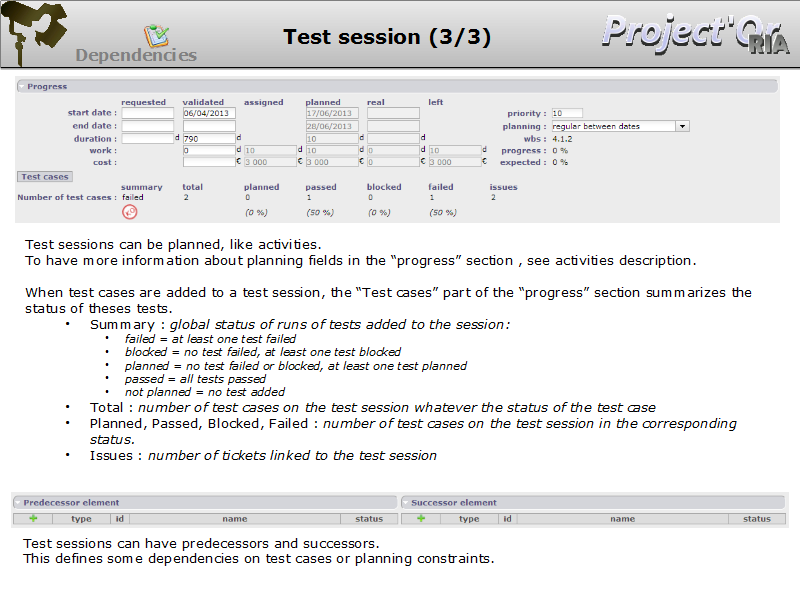 Dependencies
Test session (3/3)
Project'Or
RIA
Progress
requested validated assigned planned real left
start date : 06/04/2013 17/06/2013 priority : 10
end date : 28/06/2013 planning : regular between dates
duration : d 790 d 10 d d wbs : 4.1.2
work : 0 d 10 d 10 d 0 d 10 d progress : 0 %
cost : € 3 000 € 3 000 € 0 € 3 000 € expected : 0 %
Test cases
summary total planned passed blocked failed issues
Number of test cases : failed 2 0 1 0 1 2
(0 %) (50 %) (0 %) (50 %)
Test sessions can be planned, like activities.
To have more information about planning fields in the “progress” section , see activities description.
When test cases are added to a test session, the “Test cases” part of the “progress” section summarizes the
status of theses tests.
• Summary : global status of runs of tests added to the session:
• failed = at least one test failed
• blocked = no test failed, at least one test blocked
• planned = no test failed or blocked, at least one test planned
• passed = all tests passed
• not planned = no test added
• Total : number of test cases on the test session whatever the status of the test case
• Planned, Passed, Blocked, Failed : number of test cases on the test session in the corresponding
status.
• Issues : number of tickets linked to the test session
Predecessor element Successor element
type id name status type id name status
Test sessions can have predecessors and successors.
This defines some dependencies on test cases or planning constraints.